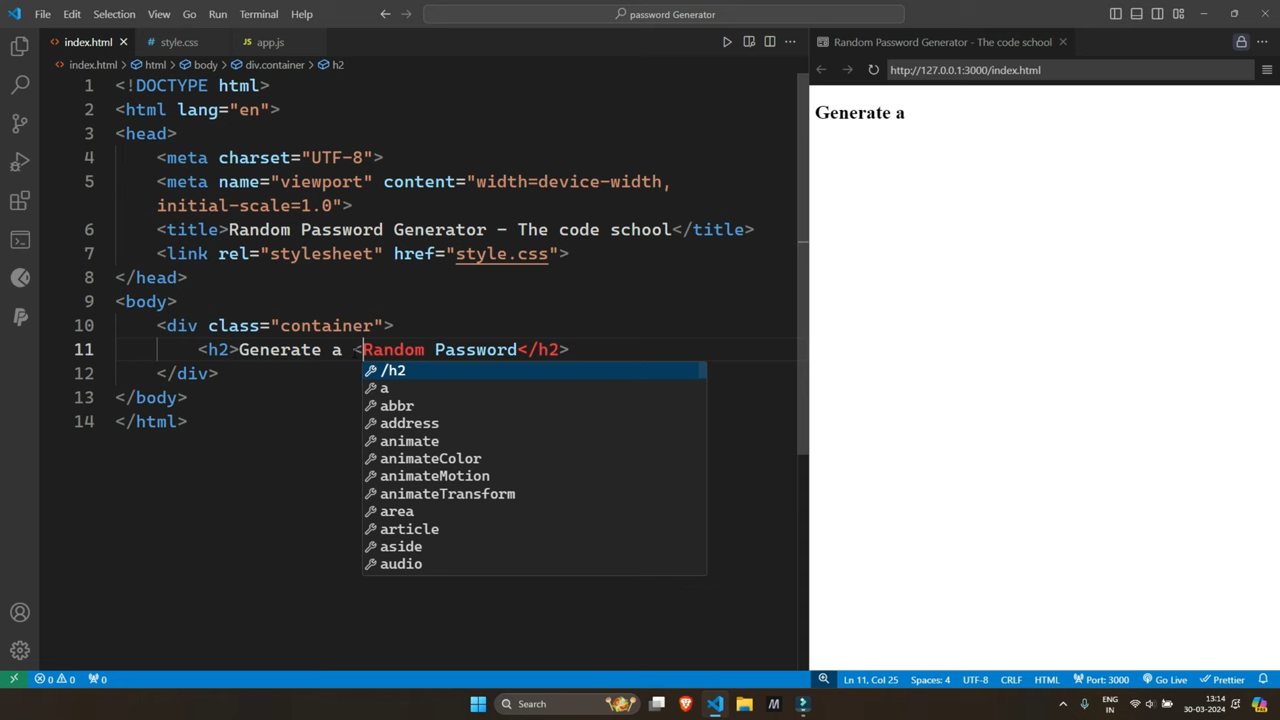 File Edit Selection View Go Run Terminal Help
password Generator
index.html
style.css
app.js
index.html > html > body > div.container > h2
1 <!DOCTYPE html>
2 <html lang="en">
3 <head>
4 <meta charset="UTF-8">
5 <meta name="viewport" content="width=device-width,
initial-scale=1.0">
6 <title>Random Password Generator - The code school</title>
7 <link rel="stylesheet" href="style.css">
8 </head>
9 <body>
10 <div class="container">
11 <h2>Generate a <Random Password</h2>
12 </div>
13 </body>
14 </html>
/h2
a
abbr
address
animate
animateColor
animateMotion
animateTransform
area
article
aside
audio
Random Password Generator - The code school
http://127.0.0.1:3000/index.html
Generate a
0 0 0
Ln 11, Col 25 Spaces: 4 UTF-8 CRLF HTML Port: 3000 Go Live Prettier
Search
M
ENG
IN
13:14
30-03-2024